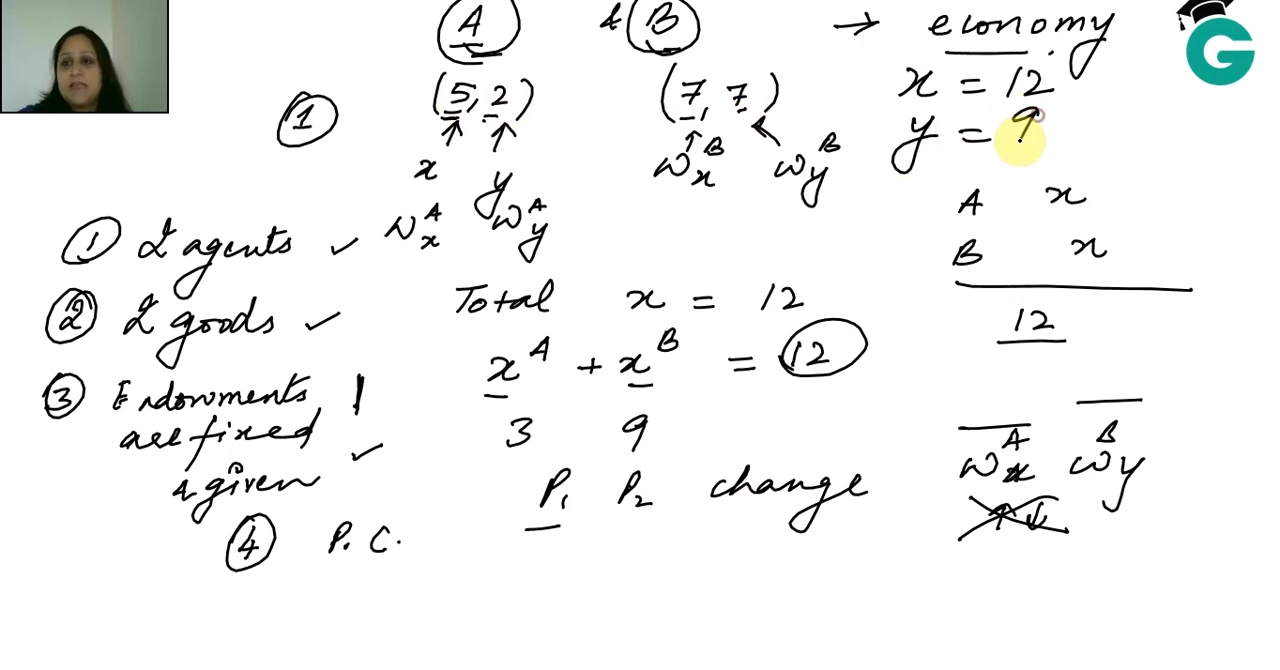 A & B → economy
① (5, 2) (7, 7) x = 12
x y ω_x^B ω_y^B y = 9
ω_x^A ω_y^A A x
① 2 agents ✓ B x
② 2 goods ✓ Total x = 12 12
x^A + x^B = 12
③ Endowments are fixed & given ✓ 3 9
ω_x^A ω_y^B
P₁ P₂ change ↑↓
④ P. C.
G